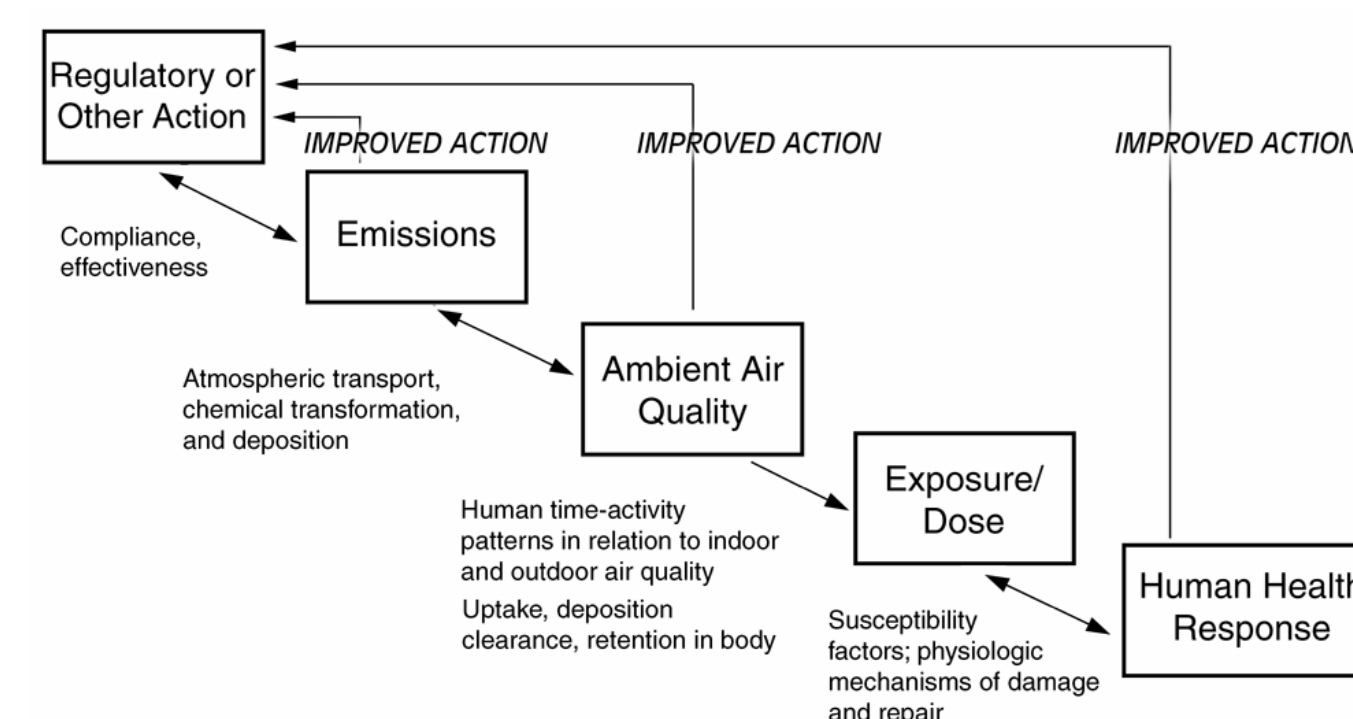 Regulatory or
Other Action
IMPROVED ACTION
IMPROVED ACTION
IMPROVED ACTION
Emissions
Compliance,
effectiveness
Ambient Air
Quality
Atmospheric transport,
chemical transformation,
and deposition
Exposure/
Dose
Human time-activity
patterns in relation to indoor
and outdoor air quality
Uptake, deposition
clearance, retention in body
Human Health
Response
Susceptibility
factors; physiologic
mechanisms of damage
and repair